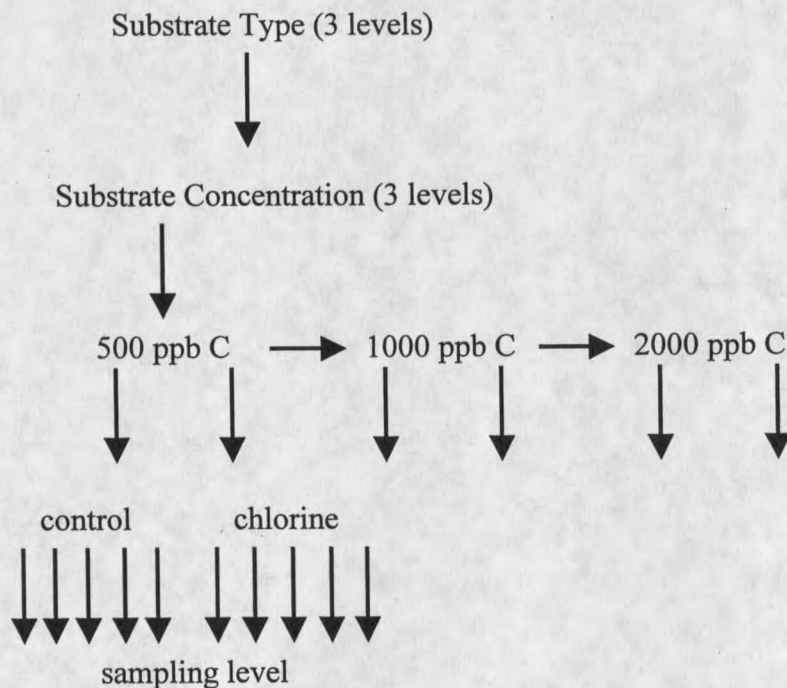 Substrate Type (3 levels)
Substrate Concentration (3 levels)
500 ppb C
1000 ppb C
2000 ppb C
control
chlorine
sampling level